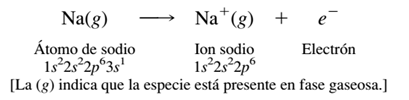 Na(g) ⟶ Na⁺(g) + e⁻
Átomo de sodio Ion sodio Electrón
1s²2s²2p⁶3s¹ 1s²2s²2p⁶
[La (g) indica que la especie está presente en fase gaseosa.]